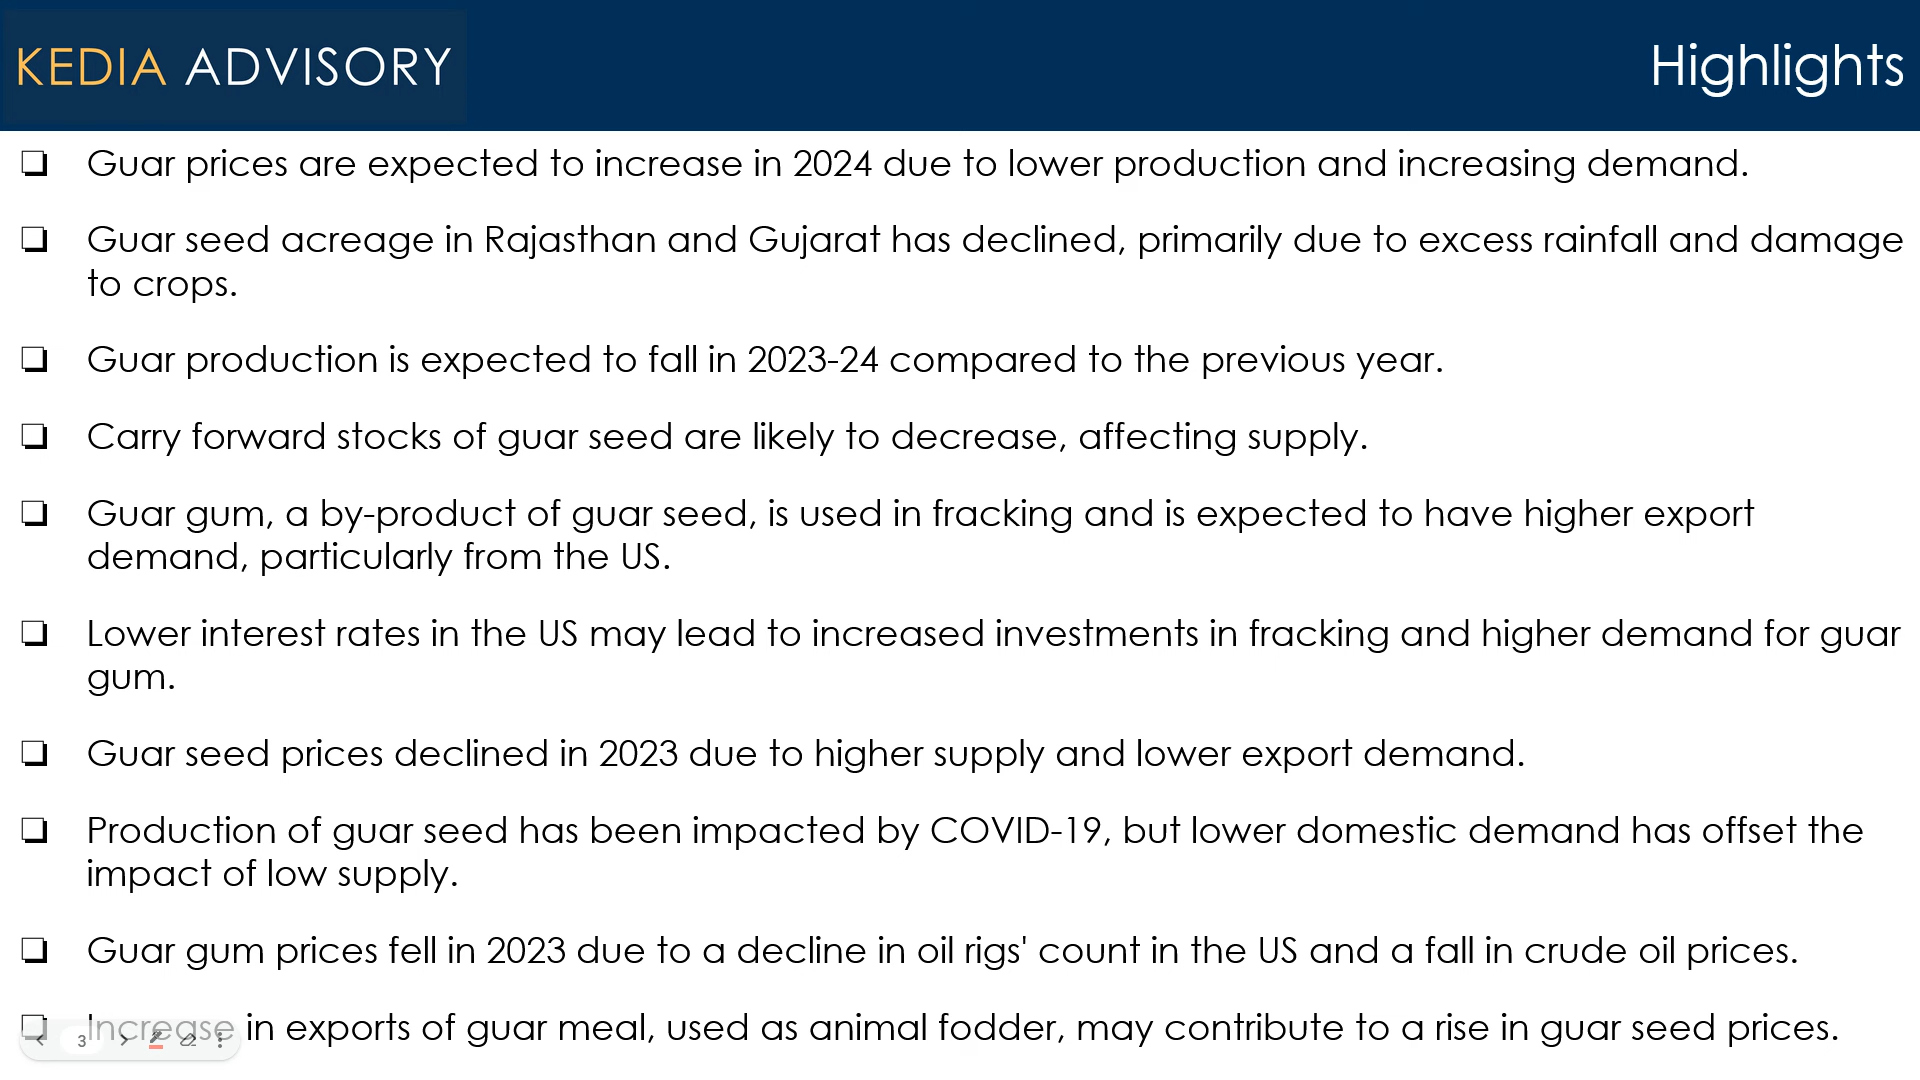 KEDIA ADVISORY
Highlights
❑ Guar prices are expected to increase in 2024 due to lower production and increasing demand.
❑ Guar seed acreage in Rajasthan and Gujarat has declined, primarily due to excess rainfall and damage
to crops.
❑ Guar production is expected to fall in 2023-24 compared to the previous year.
❑ Carry forward stocks of guar seed are likely to decrease, affecting supply.
❑ Guar gum, a by-product of guar seed, is used in fracking and is expected to have higher export
demand, particularly from the US.
❑ Lower interest rates in the US may lead to increased investments in fracking and higher demand for guar
gum.
❑ Guar seed prices declined in 2023 due to higher supply and lower export demand.
❑ Production of guar seed has been impacted by COVID-19, but lower domestic demand has offset the
impact of low supply.
❑ Guar gum prices fell in 2023 due to a decline in oil rigs' count in the US and a fall in crude oil prices.
❑ Increase in exports of guar meal, used as animal fodder, may contribute to a rise in guar seed prices.
3